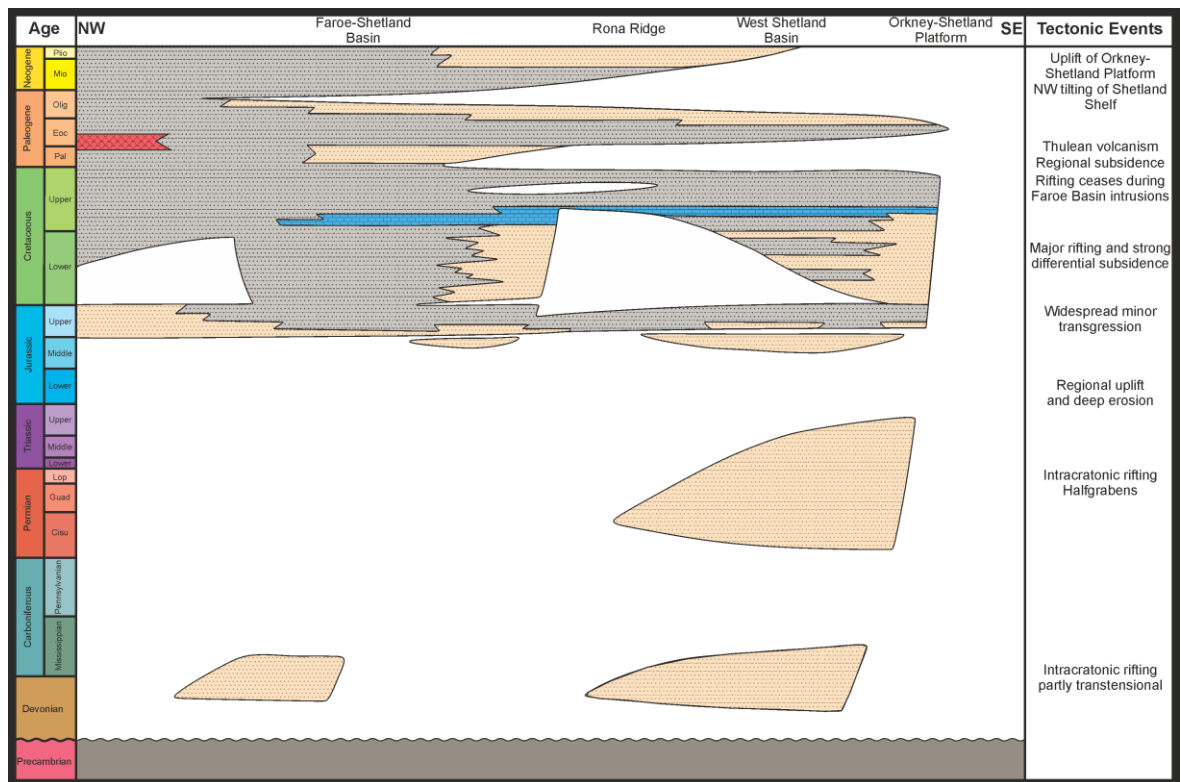 Age
NW
Faroe-Shetland
Basin
Rona Ridge
West Shetland
Basin
Orkney-Shetland
Platform
SE
Tectonic Events
Neogene
Plio
Mio
Paleogene
Olig
Eoc
Pal
Cretacecus
Upper
Lower
Jurassic
Upper
Middle
Lower
Triassic
Upper
Middle
Lower
Permian
Lop
Guad
Cisu
Carboniferous
Pennsylvanian
Mississippian
Devonian
Precambrian
Uplift of Orkney-
Shetland Platform
NW tilting of Shetland
Shelf
Thulean volcanism
Regional subsidence
Rifting ceases during
Faroe Basin intrusions
Major rifting and strong
differential subsidence
Widespread minor
transgression
Regional uplift
and deep erosion
Intracratonic rifting
Halfgrabens
Intracratonic rifting
partly transtensional